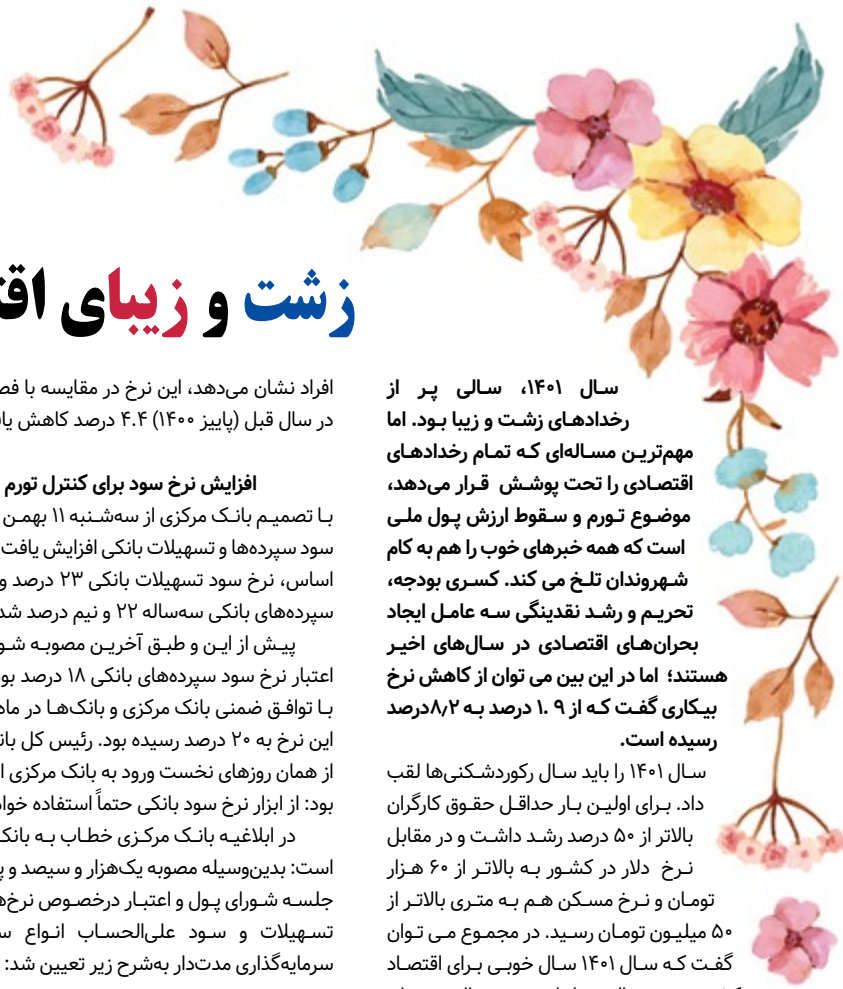 زشت و زیبای
سال ۱۴۰۱، سالی پر از
رخدادهای زشت و زیبا بود. اما
مهم‌ترین مساله‌ای که تمام رخدادهای
اقتصادی را تحت پوشش قرار می‌دهد،
موضوع تورم و سقوط ارزش پول ملی
است که همه خبرهای خوب را هم به کام
شهروندان تلخ می کند. کسری بودجه،
تحریم و رشد نقدینگی سه عامل ایجاد
بحران‌های اقتصادی در سال‌های اخیر
هستند؛ اما در این بین می توان از کاهش نرخ
بیکاری گفت که از ۹ .۱ درصد به ۸٫۲درصد
رسیده است.
سال ۱۴۰۱ را باید سال رکوردشکنی‌ها لقب
داد. برای اولین بار حداقل حقوق کارگران
بالاتر از ۵۰ درصد رشد داشت و در مقابل
نرخ دلار در کشور به بالاتر از ۶۰ هزار
تومان و نرخ مسکن هم به متری بالاتر از
۵۰ میلیون تومان رسید. در مجموع می توان
گفت که سال ۱۴۰۱ سال خوبی برای اقتصاد
افراد نشان می‌دهد، این نرخ در مقایسه با
در سال قبل (پاییز ۱۴۰۰) ۴.۴ درصد کاهش
افزایش نرخ سود برای کنترل تورم
با تصمیم بانک مرکزی از سه‌شنبه ۱۱ بهمن
سود سپرده‌ها و تسهیلات بانکی افزایش یافت
اساس، نرخ سود تسهیلات بانکی ۲۳ درصد و
سپرده‌های بانکی سه‌ساله ۲۲ و نیم درصد
پیش از این و طبق آخرین مصوبه
اعتبار نرخ سود سپرده‌های بانکی ۱۸ درصد
با توافق ضمنی بانک مرکزی و بانک‌ها در
این نرخ به ۲۰ درصد رسیده بود. رئیس کل
از همان روزهای نخست ورود به بانک مرکزی
بود: از ابزار نرخ سود بانکی حتماً استفاده
در ابلاغیه بانک مرکزی خطاب به
است: بدین‌وسیله مصوبه یک‌هزار و سیصد و
جلسه شورای پول و اعتبار درخصوص
تسهیلات و سود علی‌الحساب انواع
سرمایه‌گذاری مدت‌دار به‌شرح زیر تعیین شد: